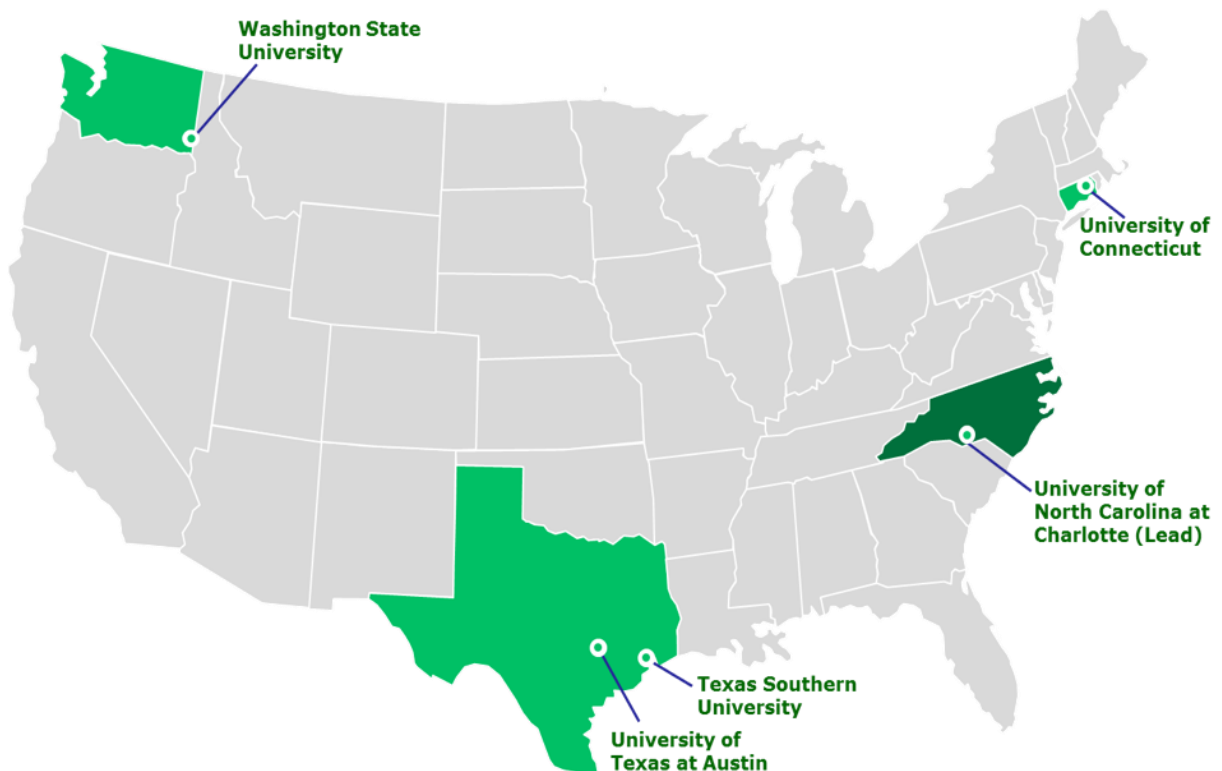 Washington State
University
University of
Connecticut
University of
North Carolina at
Charlotte (Lead)
Texas Southern
University
University of
Texas at Austin